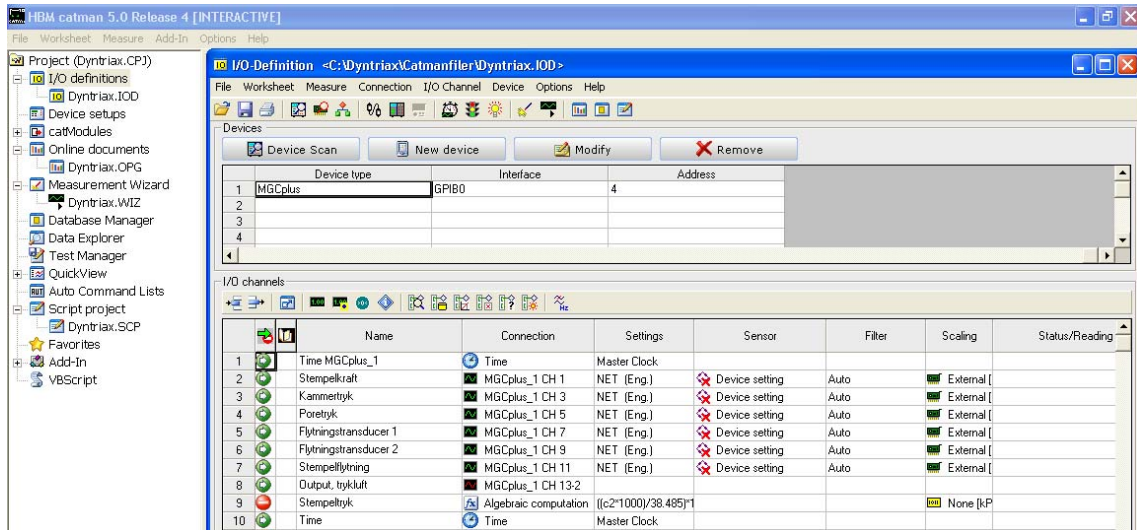 HBM catman 5.0 Release 4 [INTERACTIVE]
File Worksheet Measure Add-In Options Help
Project (Dyntriax.CPJ)
I/O definitions
Dyntriax.IOD
Device setups
catModules
Online documents
Dyntriax.OPG
Measurement Wizard
Dyntriax.WIZ
Database Manager
Data Explorer
Test Manager
QuickView
Auto Command Lists
Script project
Dyntriax.SCP
Favorites
Add-In
VBScript
I/O-Definition <C:\Dyntriax\Catmanfiler\Dyntriax.IOD>
File Worksheet Measure Connection I/O Channel Device Options Help
Devices
Device Scan New device Modify Remove
Device type Interface Address
1 MGCplus GPIB0 4
2
3
4
I/O channels
Name Connection Settings Sensor Filter Scaling Status/Reading
1 Time MGCplus_1 Time Master Clock
2 Stempelkraft MGCplus_1 CH 1 NET (Eng.) Device setting Auto External [
3 Kammertryk MGCplus_1 CH 3 NET (Eng.) Device setting Auto External [
4 Poretryk MGCplus_1 CH 5 NET (Eng.) Device setting Auto External [
5 Flytningstransducer 1 MGCplus_1 CH 7 NET (Eng.) Device setting Auto External [
6 Flytningstransducer 2 MGCplus_1 CH 9 NET (Eng.) Device setting Auto External [
7 Stempelflytning MGCplus_1 CH 11 NET (Eng.) Device setting Auto External [
8 Output, trykluft MGCplus_1 CH 13-2
9 Stempeltryk Algebraic computation ((c2*1000)/38.485)*1 None [kP
10 Time Time Master Clock